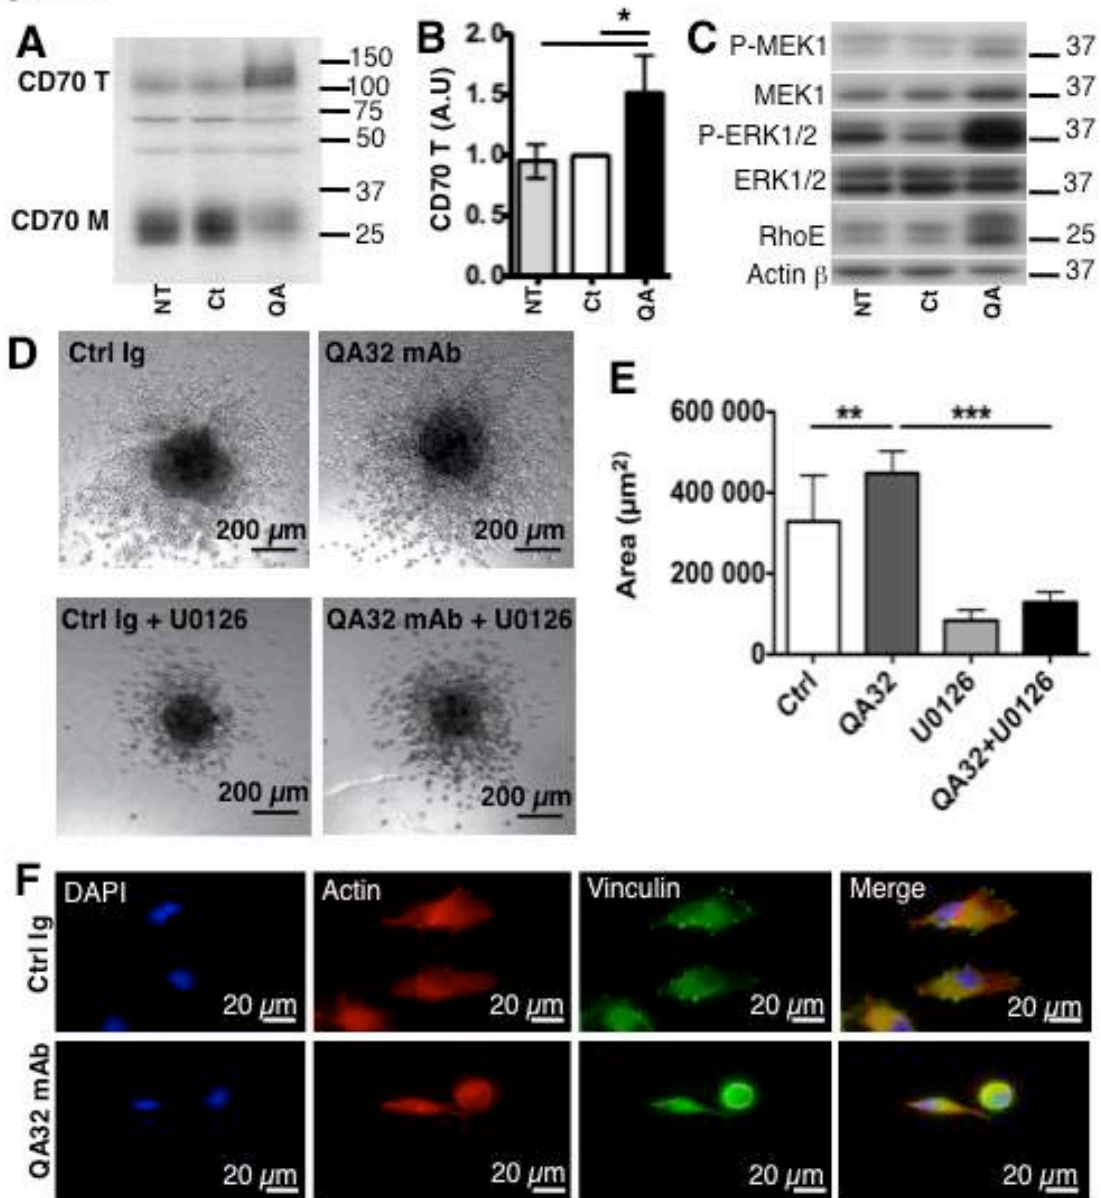 A
CD70 T
CD70 M
150
100
75
50
37
25
NT Ct QA
B
CD70 T (A.U)
*
2.0
1.5
1.0
0.5
0.0
NT Ct QA
C
P-MEK1 37
MEK1 37
P-ERK1/2 37
ERK1/2 37
RhoE 25
Actin β 37
NT Ct QA
D
Ctrl Ig
200 µm
QA32 mAb
200 µm
Ctrl Ig + U0126
200 µm
QA32 mAb + U0126
200 µm
E
Area (µm²)
** ***
600 000
400 000
200 000
0
Ctrl QA32 U0126 QA32+U0126
F
Ctrl Ig
DAPI Actin Vinculin Merge
20 µm 20 µm 20 µm 20 µm
QA32 mAb
20 µm 20 µm 20 µm 20 µm